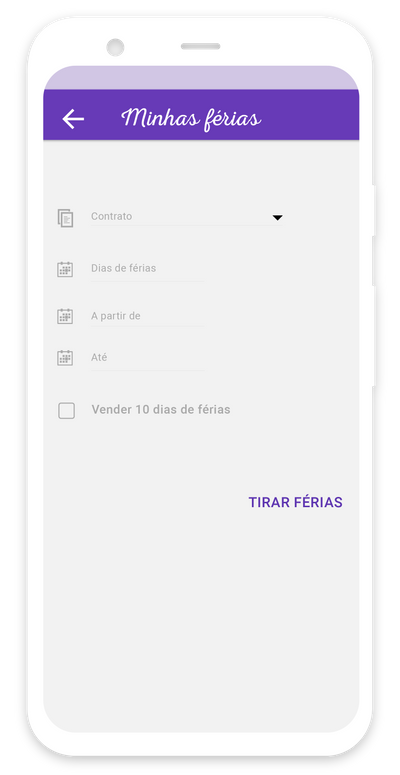 Minhas férias
Contrato
Dias de férias
A partir de
Até
Vender 10 dias de férias
TIRAR FÉRIAS